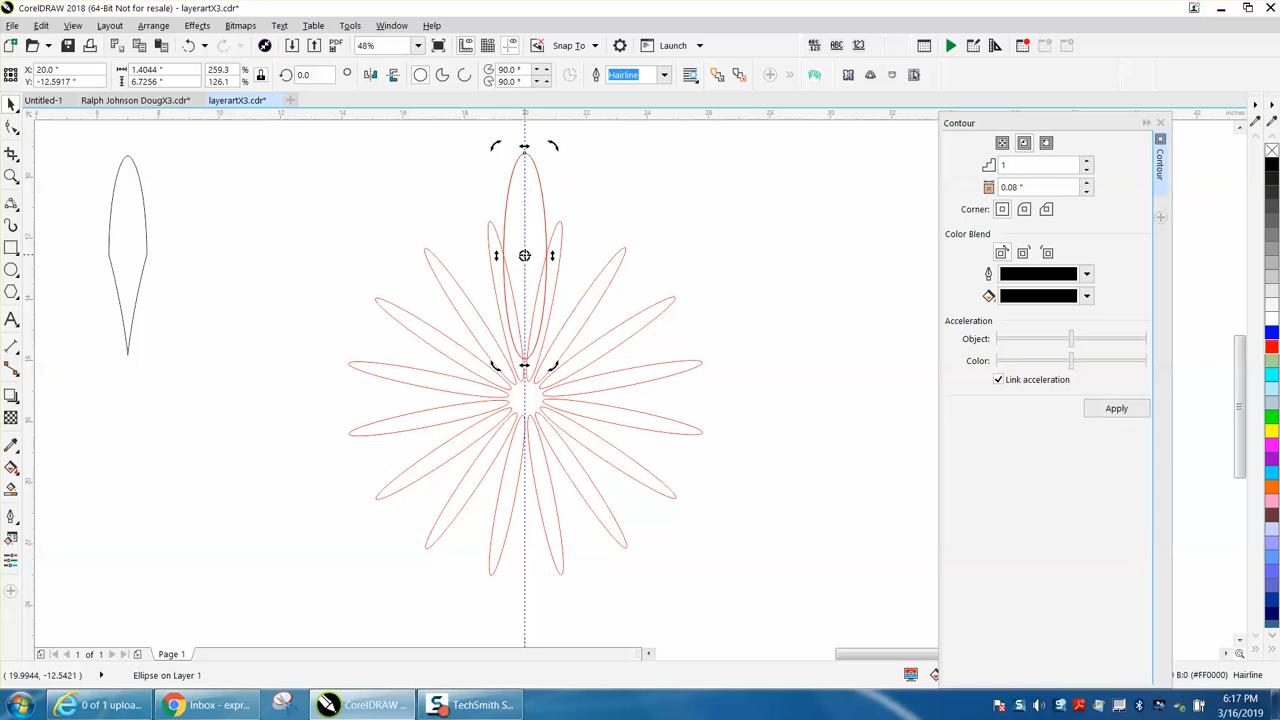 CorelDRAW 2018 (64-Bit Not for resale) - layerartX3.cdr*
File Edit View Layout Arrange Effects Bitmaps Text Table Tools Window Help
PDF 48% Snap To Launch
X: 20.0 " 1.4044 " 259.3 % 0.0 90.0 ° Hairline
Y: -12.5917 " 6.7256 " 126.1 90.0 °
Untitled-1 Ralph Johnson DougX3.cdr* layerartX3.cdr*
inches
Contour
Contour
1
0.08 "
Corner:
Color Blend
Acceleration
Object:
Color:
Link acceleration
Apply
1 of 1 Page 1
( 19.9944, -12.5421 ) Ellipse on Layer B:0 (#FF0000) Hairline
0 of 1 uploa... Inbox - expr... CorelDRAW ... TechSmith S...
6:17 PM
3/16/2019